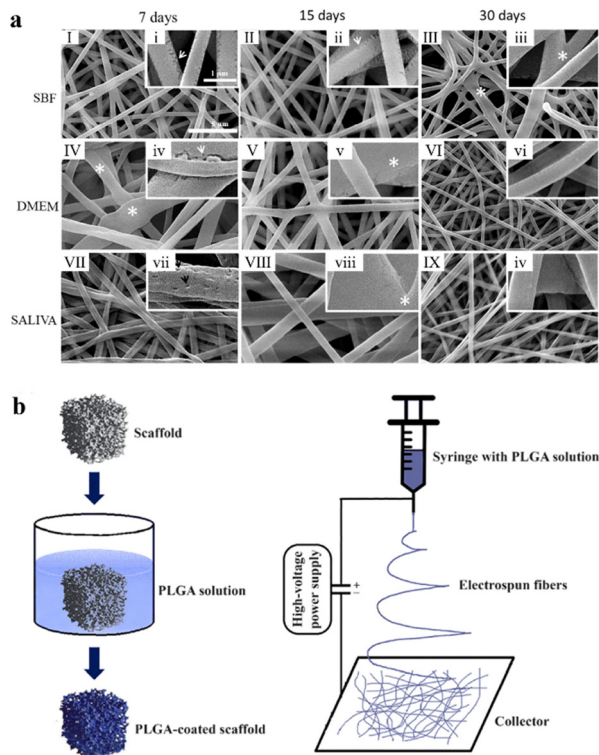 a
7 days
15 days
30 days
SBF
I
i
1 µm
5 µm
II
ii
III
iii
*
*
DMEM
IV
iv
*
*
V
v
*
VI
vi
SALIVA
VII
vii
VIII
viii
*
IX
iv
b
Scaffold
PLGA solution
PLGA-coated scaffold
Syringe with PLGA solution
High-voltage
power supply
+
−
Electrospun fibers
Collector